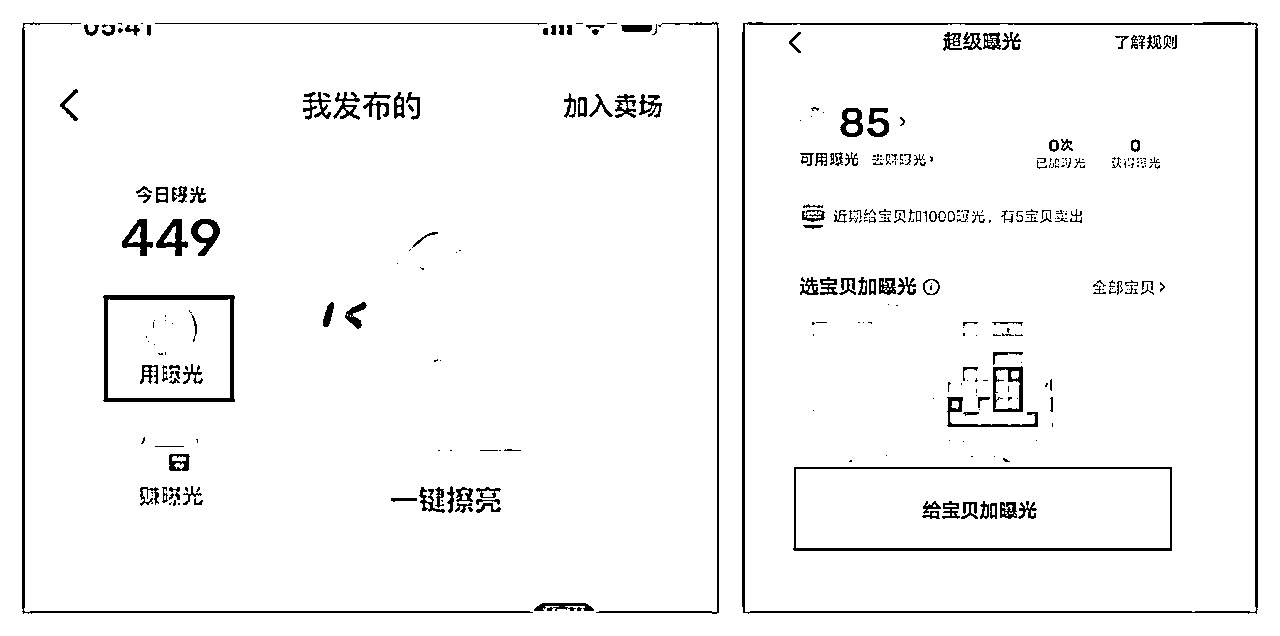 05:41
我发布的
加入卖场
今日曝光
449
用曝光
赚曝光
一键擦亮
超级曝光
了解规则
85
可用曝光 去赚曝光
0次
已加曝光
0
获得曝光
近期给宝贝加1000曝光，有5宝贝卖出
选宝贝加曝光
全部宝贝
给宝贝加曝光